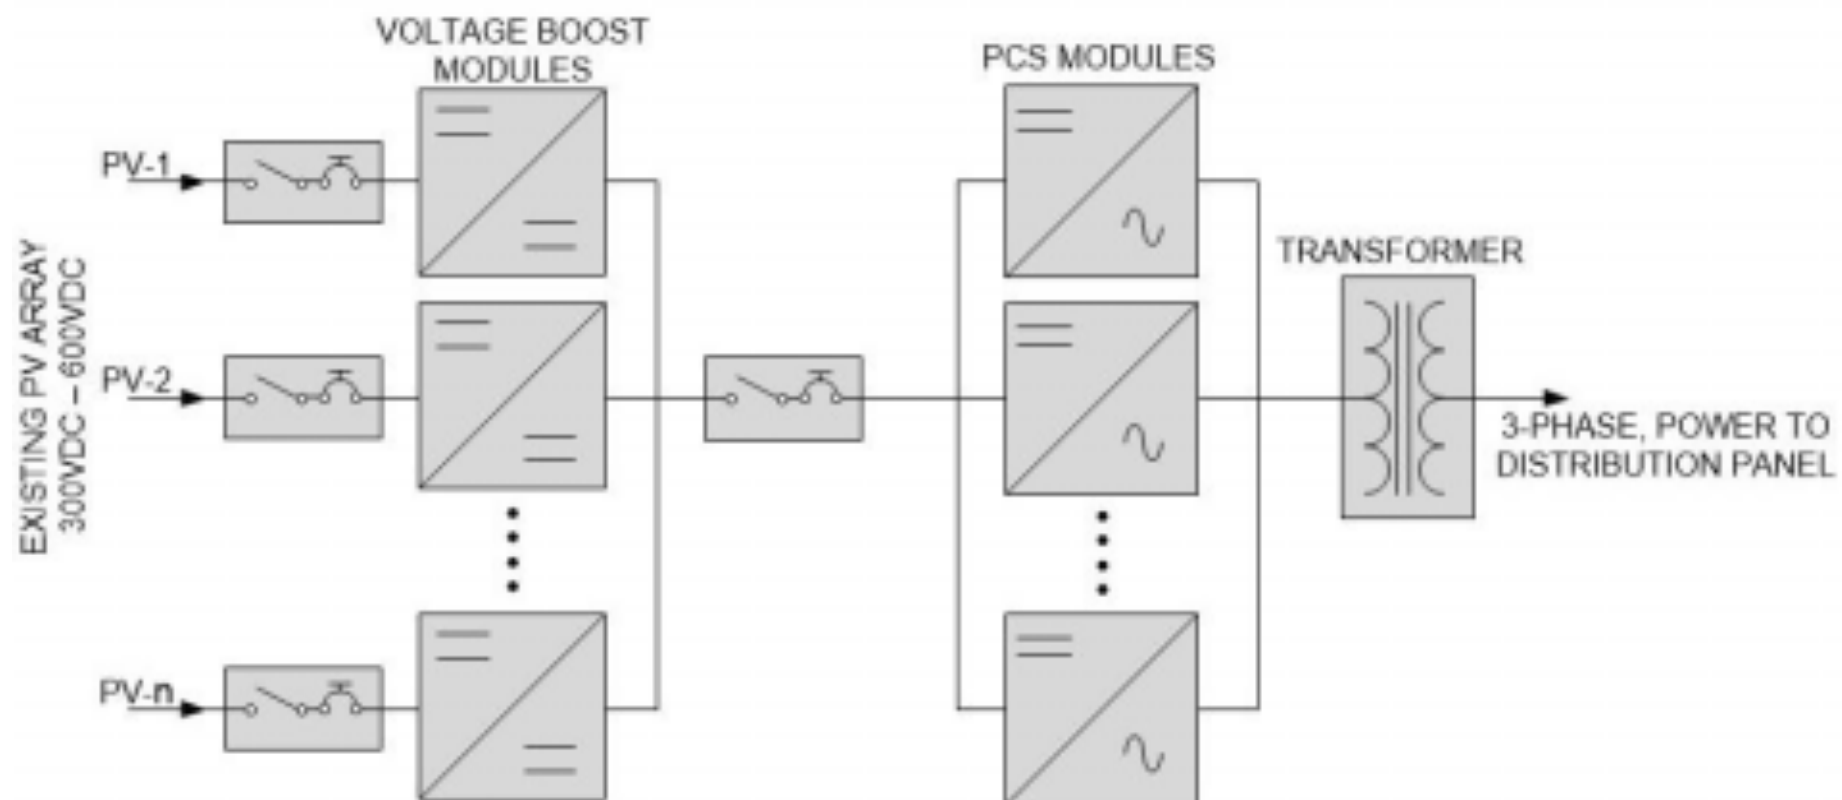 VOLTAGE BOOST
MODULES
PCS MODULES
PV-1
TRANSFORMER
EXISTING PV ARRAY
300VDC – 600VDC
PV-2
3-PHASE, POWER TO
DISTRIBUTION PANEL
PV-n